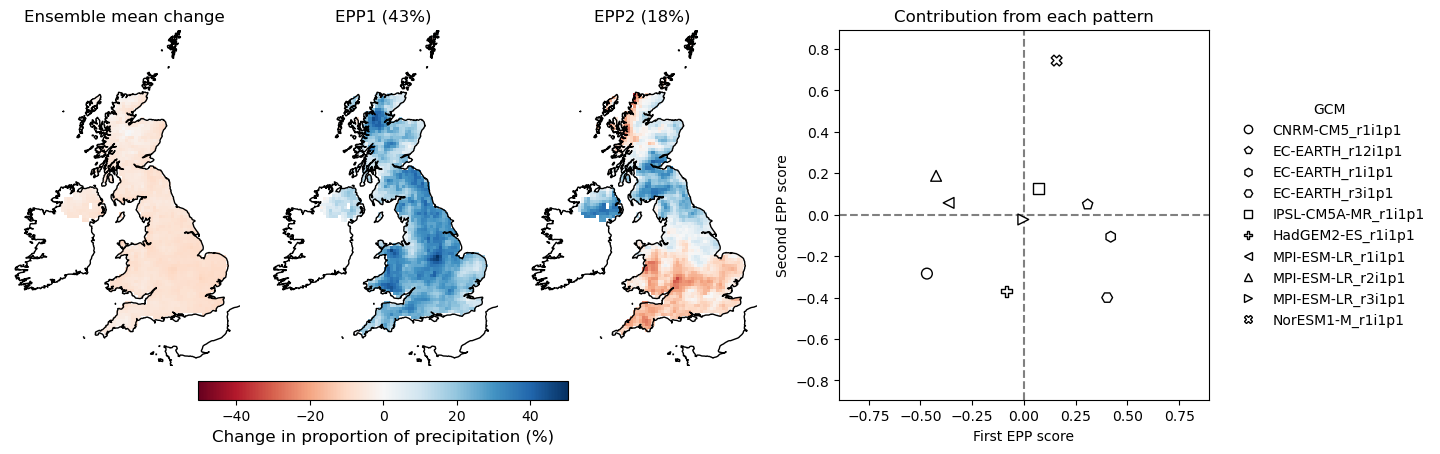 Ensemble mean change
EPP1 (43%)
EPP2 (18%)
Contribution from each pattern
−40
−20
0
20
40
Change in proportion of precipitation (%)
Second EPP score
0.8
0.6
0.4
0.2
0.0
−0.2
−0.4
−0.6
−0.8
−0.75
−0.50
−0.25
0.00
0.25
0.50
0.75
First EPP score
GCM
CNRM-CM5_r1i1p1
EC-EARTH_r12i1p1
EC-EARTH_r1i1p1
EC-EARTH_r3i1p1
IPSL-CM5A-MR_r1i1p1
HadGEM2-ES_r1i1p1
MPI-ESM-LR_r1i1p1
MPI-ESM-LR_r2i1p1
MPI-ESM-LR_r3i1p1
NorESM1-M_r1i1p1